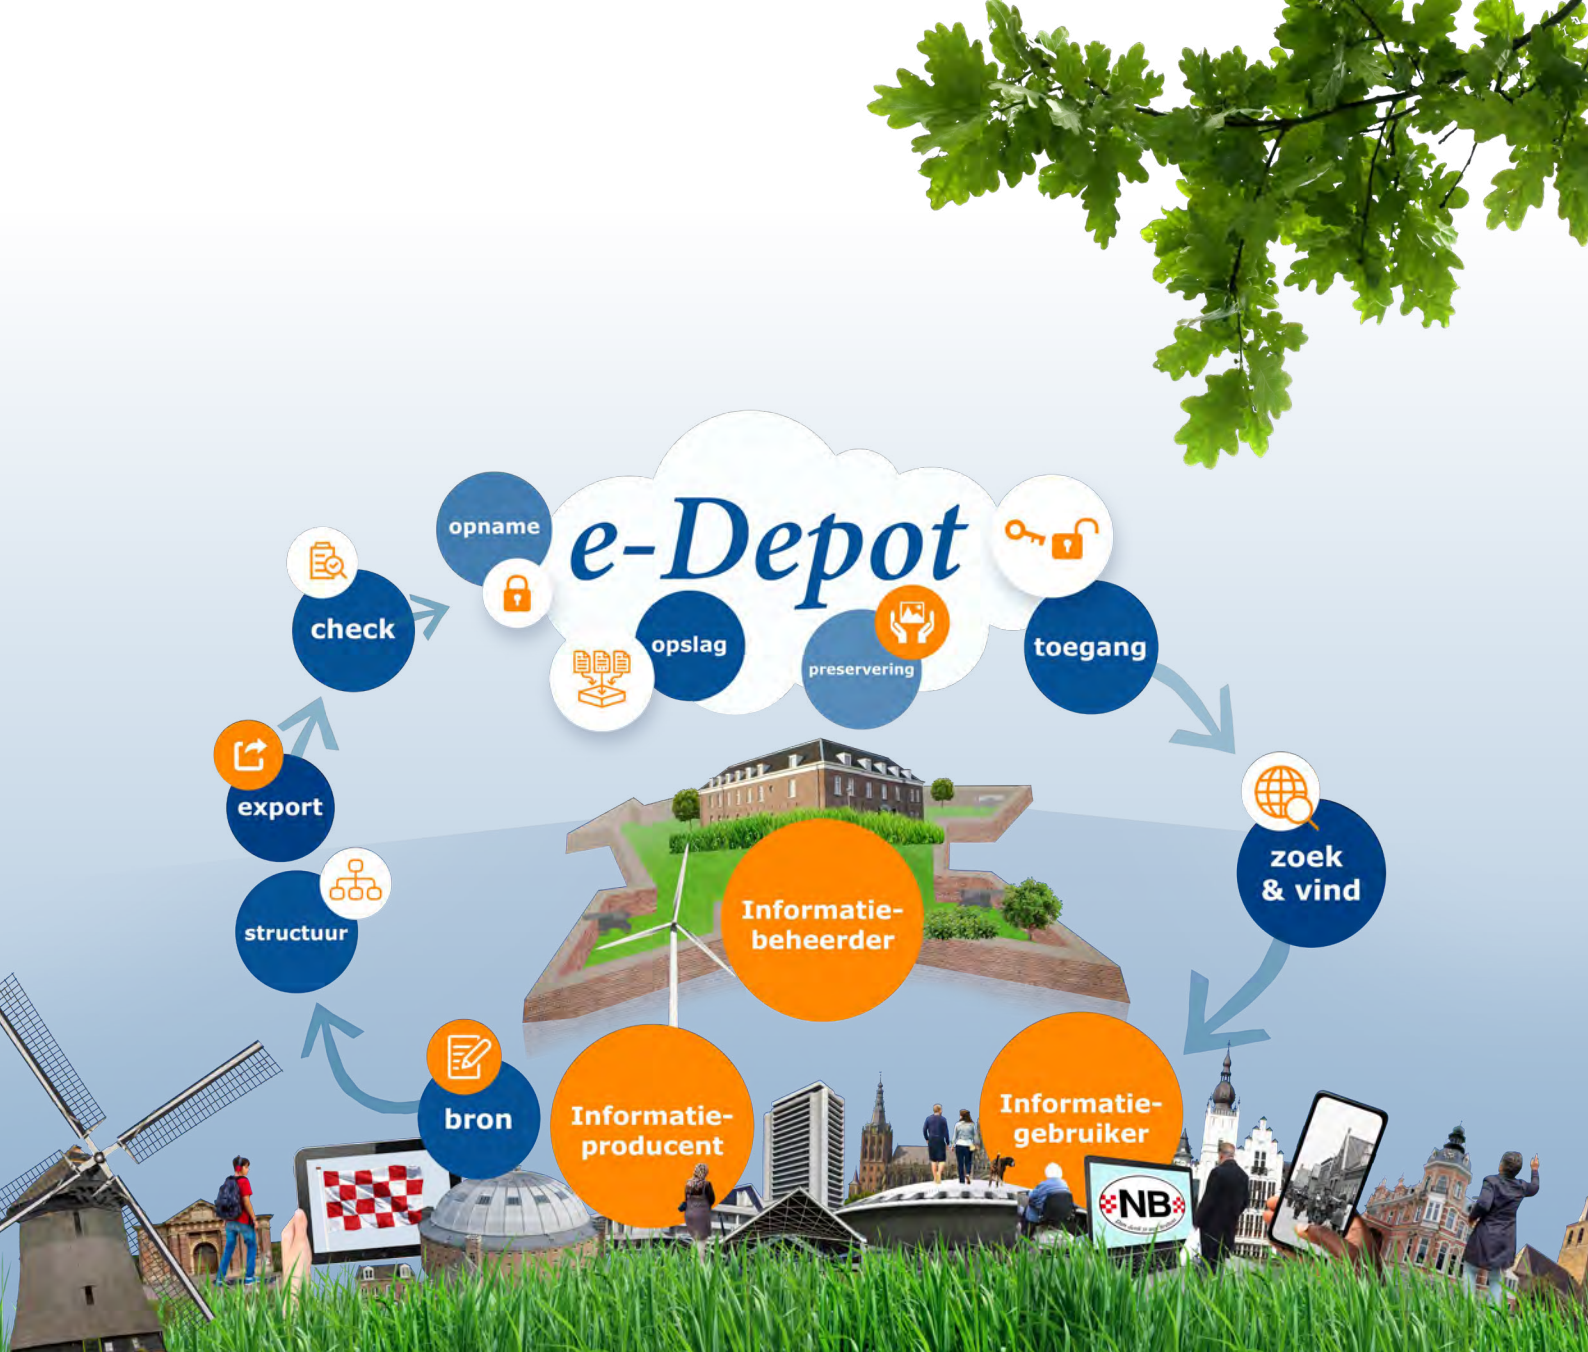 e-Depot
opname
check
opslag
preservering
toegang
export
structuur
zoek
& vind
Informatie-
beheerder
bron
Informatie-
producent
Informatie-
gebruiker
NB